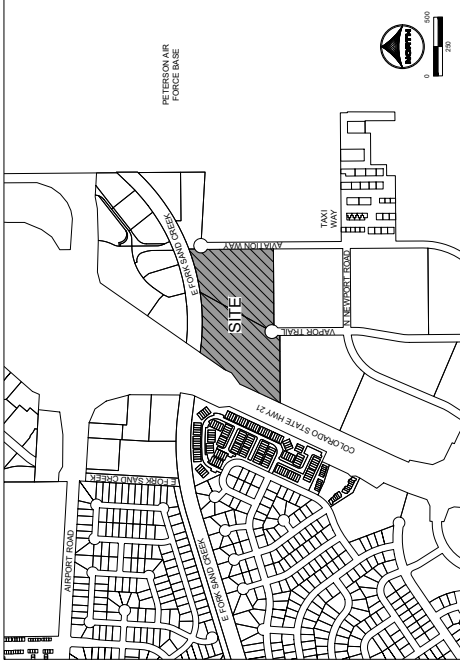 PETERSON AIR
FORCE BASE
NORTH
0
250
500
E FORK SAND CREEK
TAXI
WAY
AVIATION WAY
SITE
N NEWPORT ROAD
VAPOR TRAIL
COLORADO STATE HWY 21
E FORK SAND CREEK
AIRPORT ROAD
E FORK SAND CREEK